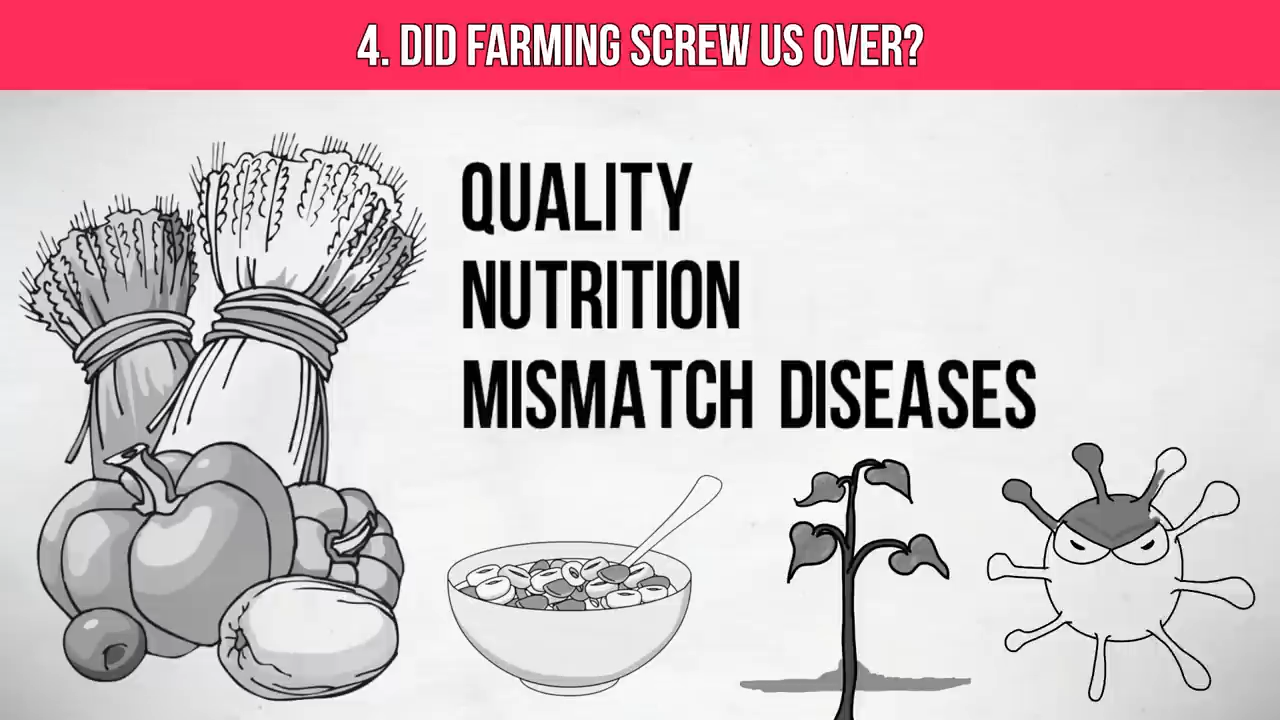 4. DID FARMING SCREW US OVER?
QUALITY
NUTRITION
MISMATCH DISEASES